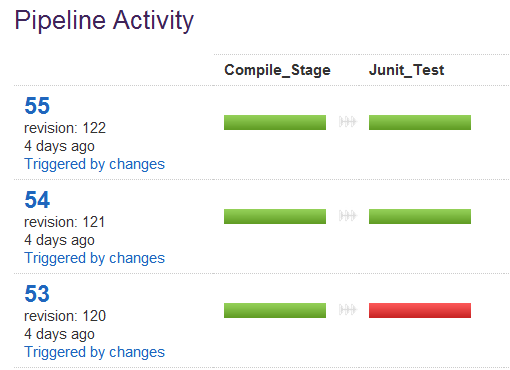 Pipeline Activity
Compile_Stage Junit_Test
55
revision: 122
4 days ago
Triggered by changes
54
revision: 121
4 days ago
Triggered by changes
53
revision: 120
4 days ago
Triggered by changes